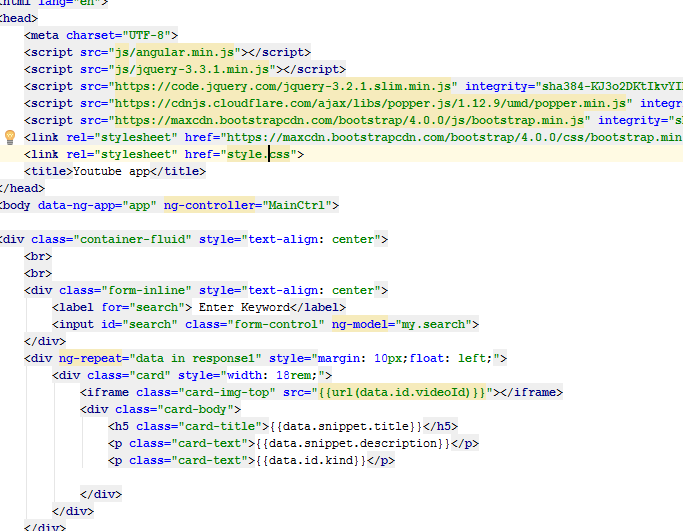 <html lang="en">
<head>
<meta charset="UTF-8">
<script src="js/angular.min.js"></script>
<script src="js/jquery-3.3.1.min.js"></script>
<script src="https://code.jquery.com/jquery-3.2.1.slim.min.js" integrity="sha384-KJ3o2DKtIkvYI
<script src="https://cdnjs.cloudflare.com/ajax/libs/popper.js/1.12.9/umd/popper.min.js" integ
<script src="https://maxcdn.bootstrapcdn.com/bootstrap/4.0.0/js/bootstrap.min.js" integrity="s
<link rel="stylesheet" href="https://maxcdn.bootstrapcdn.com/bootstrap/4.0.0/css/bootstrap.min
<link rel="stylesheet" href="style.css">
<title>Youtube app</title>
</head>
<body data-ng-app="app" ng-controller="MainCtrl">
<div class="container-fluid" style="text-align: center">
<br>
<br>
<div class="form-inline" style="text-align: center">
<label for="search"> Enter Keyword</label>
<input id="search" class="form-control" ng-model="my.search">
</div>
<div ng-repeat="data in response1" style="margin: 10px;float: left;">
<div class="card" style="width: 18rem;">
<iframe class="card-img-top" src="{{url(data.id.videoId)}}"></iframe>
<div class="card-body">
<h5 class="card-title">{{data.snippet.title}}</h5>
<p class="card-text">{{data.snippet.description}}</p>
<p class="card-text">{{data.id.kind}}</p>
</div>
</div>
</div>